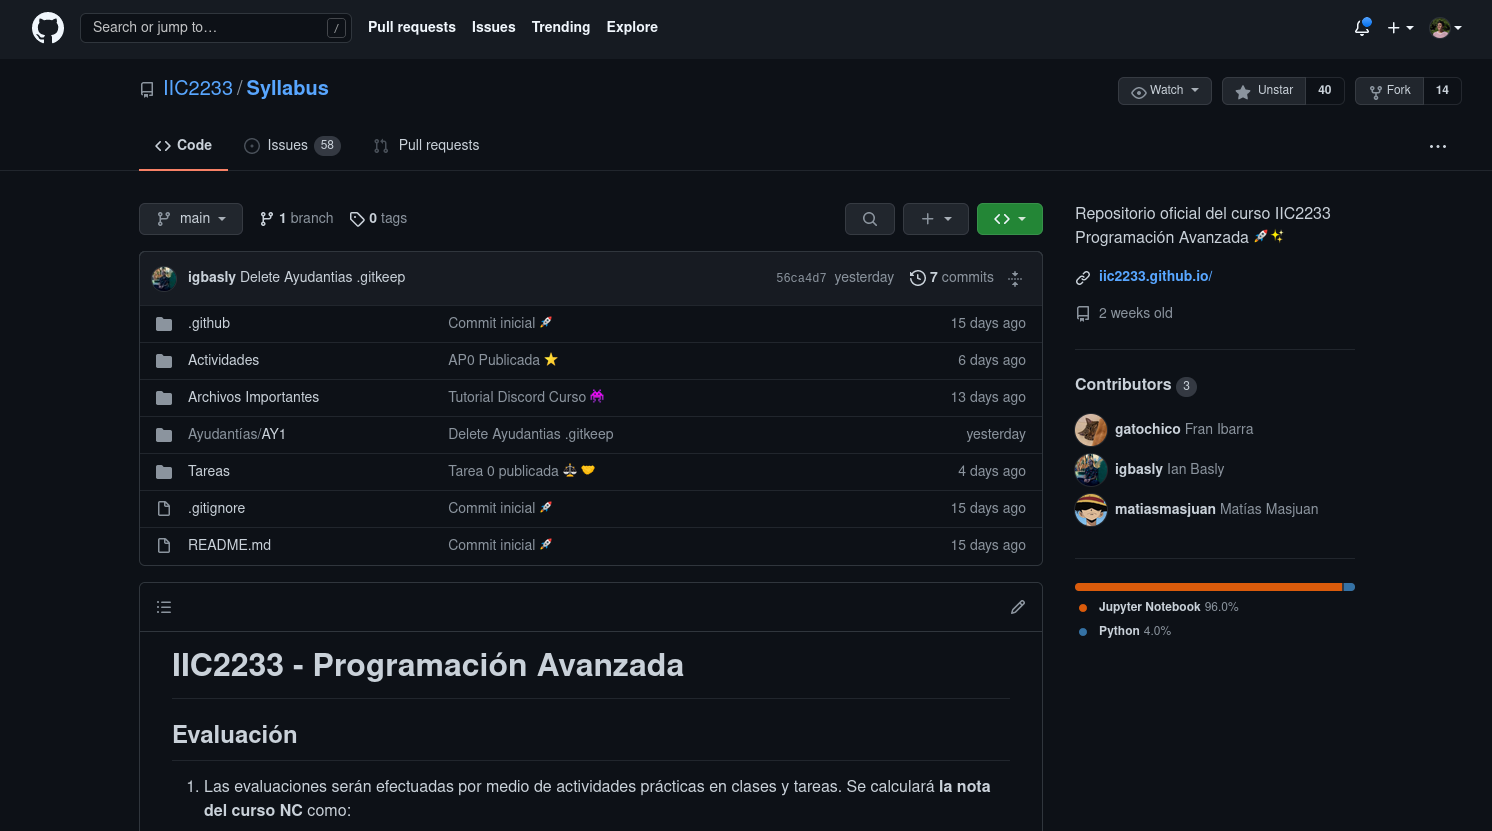 Search or jump to…
/
Pull requests Issues Trending Explore
IIC2233 / Syllabus
Watch
Unstar 40
Fork 14
Code
Issues 58
Pull requests
main
1 branch
0 tags
igbasly Delete Ayudantias .gitkeep
56ca4d7 yesterday
7 commits
.github Commit inicial 🚀 15 days ago
Actividades AP0 Publicada ⭐ 6 days ago
Archivos Importantes Tutorial Discord Curso 👾 13 days ago
Ayudantías/AY1 Delete Ayudantias .gitkeep yesterday
Tareas Tarea 0 publicada ⚖️ 🤝 4 days ago
.gitignore Commit inicial 🚀 15 days ago
README.md Commit inicial 🚀 15 days ago
IIC2233 - Programación Avanzada
Evaluación
1. Las evaluaciones serán efectuadas por medio de actividades prácticas en clases y tareas. Se calculará la nota
del curso NC como:
Repositorio oficial del curso IIC2233
Programación Avanzada 🚀✨
iic2233.github.io/
2 weeks old
Contributors 3
gatochico Fran Ibarra
igbasly Ian Basly
matiasmasjuan Matías Masjuan
Jupyter Notebook 96.0%
Python 4.0%